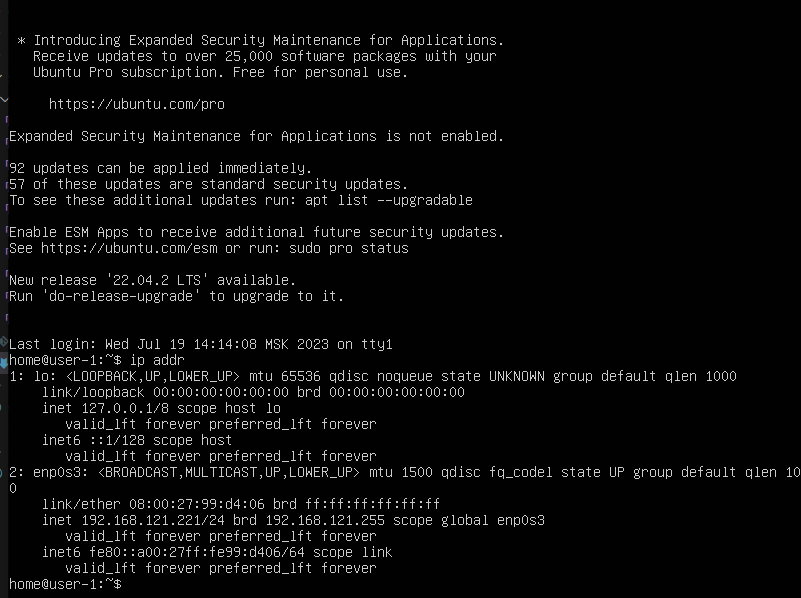 * Introducing Expanded Security Maintenance for Applications.
Receive updates to over 25,000 software packages with your
Ubuntu Pro subscription. Free for personal use.
https://ubuntu.com/pro
Expanded Security Maintenance for Applications is not enabled.
92 updates can be applied immediately.
57 of these updates are standard security updates.
To see these additional updates run: apt list --upgradable
Enable ESM Apps to receive additional future security updates.
See https://ubuntu.com/esm or run: sudo pro status
New release '22.04.2 LTS' available.
Run 'do-release-upgrade' to upgrade to it.
Last login: Wed Jul 19 14:14:08 MSK 2023 on tty1
home@user-1:~$ ip addr
1: lo: <LOOPBACK,UP,LOWER_UP> mtu 65536 qdisc noqueue state UNKNOWN group default qlen 1000
link/loopback 00:00:00:00:00:00 brd 00:00:00:00:00:00
inet 127.0.0.1/8 scope host lo
valid_lft forever preferred_lft forever
inet6 ::1/128 scope host
valid_lft forever preferred_lft forever
2: enp0s3: <BROADCAST,MULTICAST,UP,LOWER_UP> mtu 1500 qdisc fq_codel state UP group default qlen 10
0
link/ether 08:00:27:99:d4:06 brd ff:ff:ff:ff:ff:ff
inet 192.168.121.221/24 brd 192.168.121.255 scope global enp0s3
valid_lft forever preferred_lft forever
inet6 fe80::a00:27ff:fe99:d406/64 scope link
valid_lft forever preferred_lft forever
home@user-1:~$